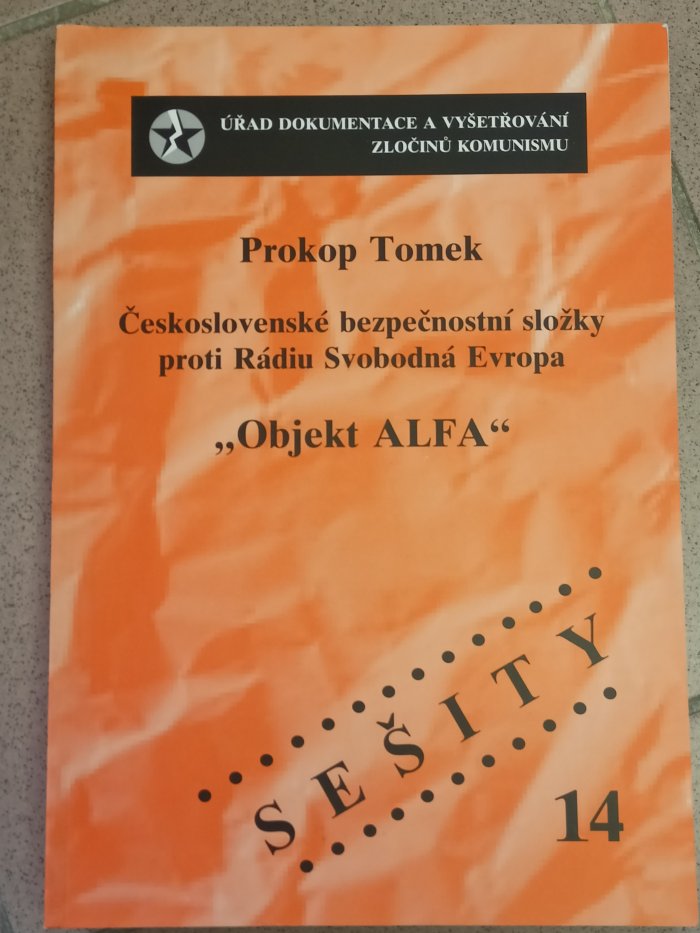 ÚŘAD DOKUMENTACE A VYŠETŘOVÁNÍ
ZLOČINŮ KOMUNISMU
Prokop Tomek
Československé bezpečnostní složky
proti Rádiu Svobodná Evropa
„Objekt ALFA“
SEŠITY
14